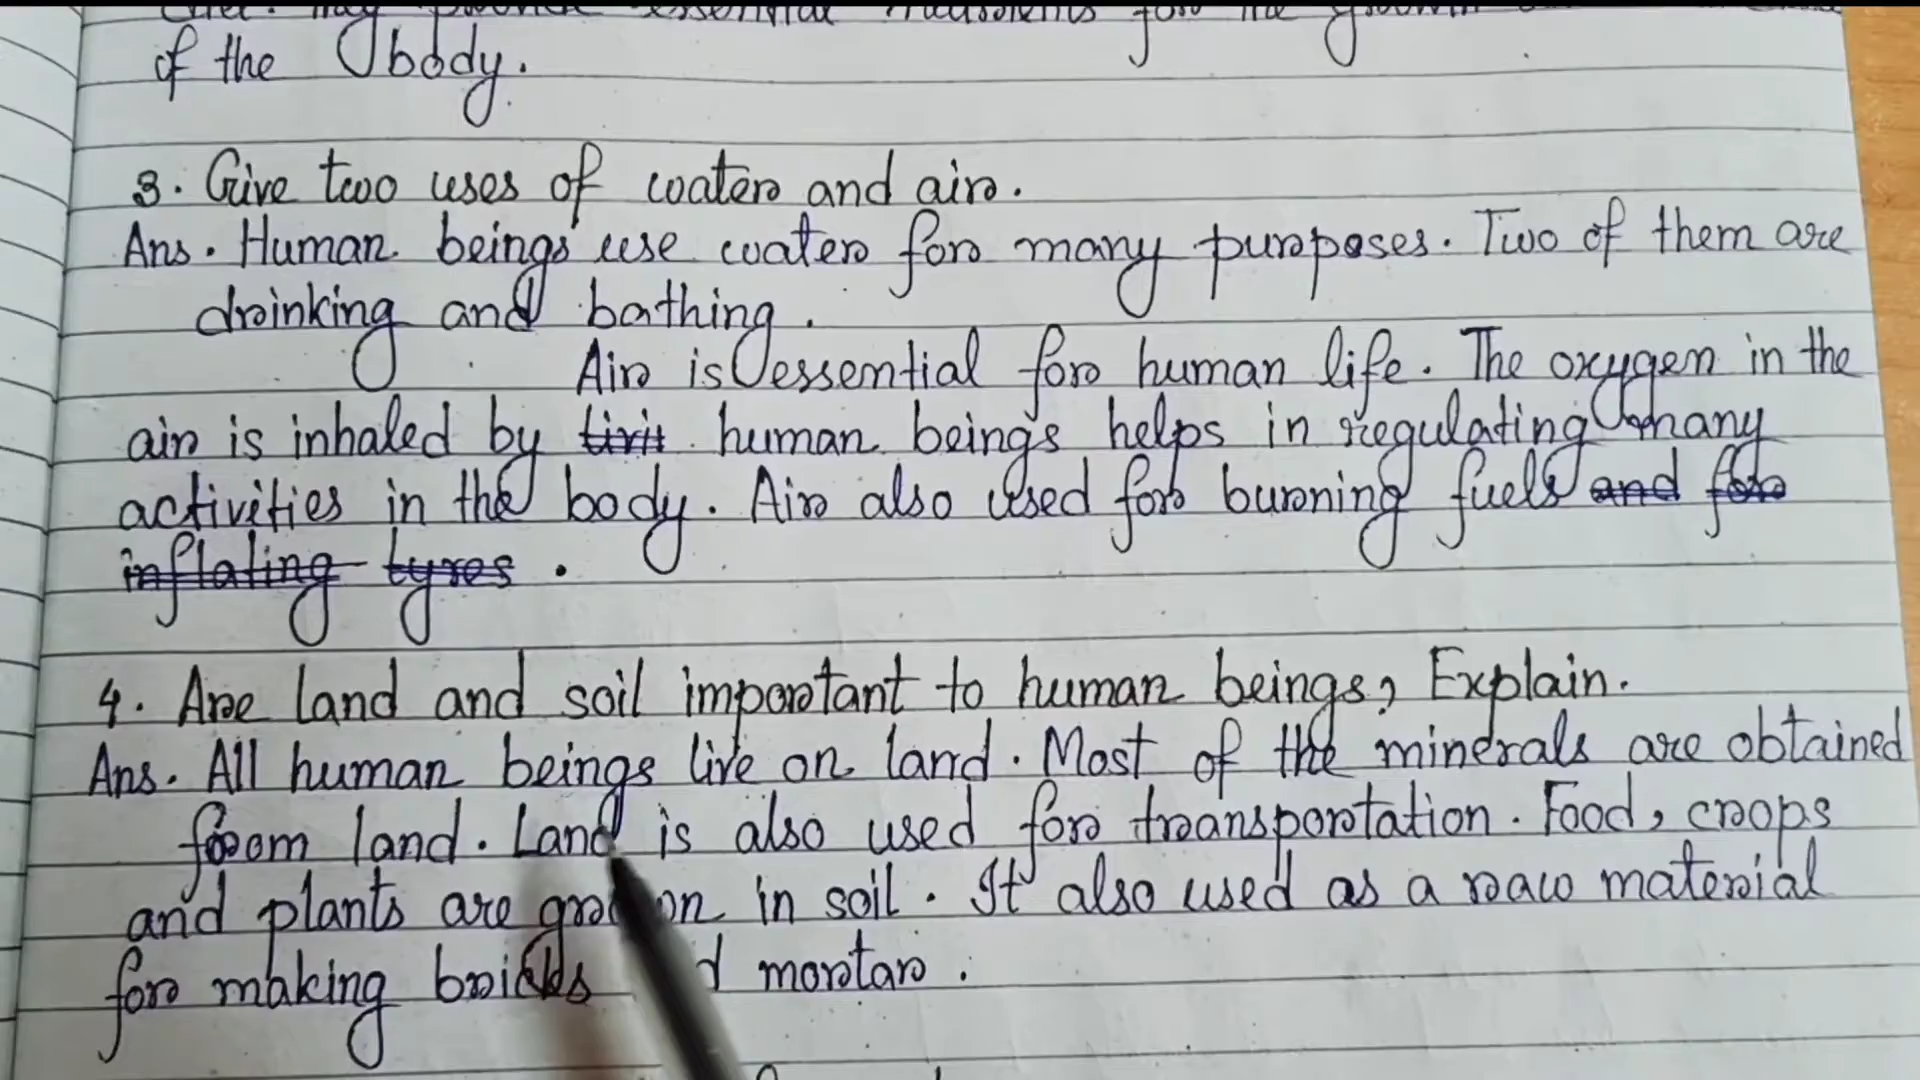 of the body.
3. Give two uses of water and air.
Ans. Human beings use water for many purposes. Two of them are
drinking and bathing.
Air is essential for human life. The oxygen in the
air is inhaled by human beings helps in regulating many
activities in the body. Air also used for burning fuels and for
inflating tyres.
4. Are land and soil important to human beings, Explain.
Ans. All human beings live on land. Most of the minerals are obtained
from land. Land is also used for transportation. Food, crops
and plants are grown in soil. It also used as a raw material
for making bricks mortar.